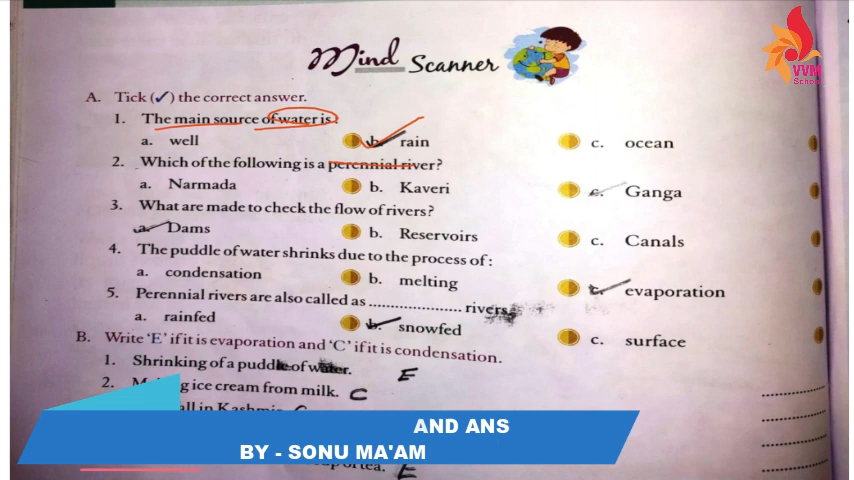 VVM
School
Mind Scanner
A. Tick (✓) the correct answer.
1. The main source of water is:
a. well b. rain c. ocean
2. Which of the following is a perennial river?
a. Narmada b. Kaveri c. Ganga
3. What are made to check the flow of rivers?
a. Dams b. Reservoirs c. Canals
4. The puddle of water shrinks due to the process of :
a. condensation b. melting c. evaporation
5. Perennial rivers are also called as ...................... rivers.
a. rainfed b. snowfed c. surface
B. Write 'E' if it is evaporation and 'C' if it is condensation.
1. Shrinking of a puddle of water. E
2. ice cream from milk. C
in
AND ANS
BY - SONU MA'AM
tea. E